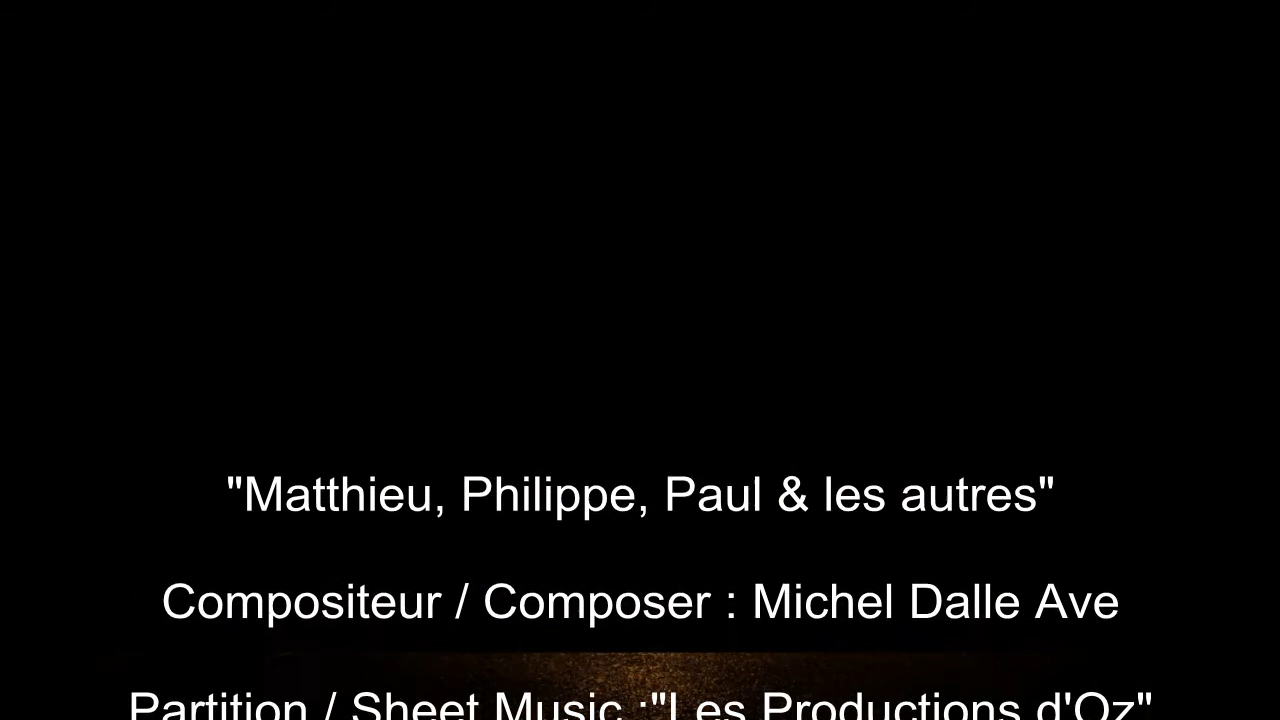 "Matthieu, Philippe, Paul & les autres"
Compositeur / Composer : Michel Dalle Ave
Partition / Sheet Music :"Les Productions d'Oz"